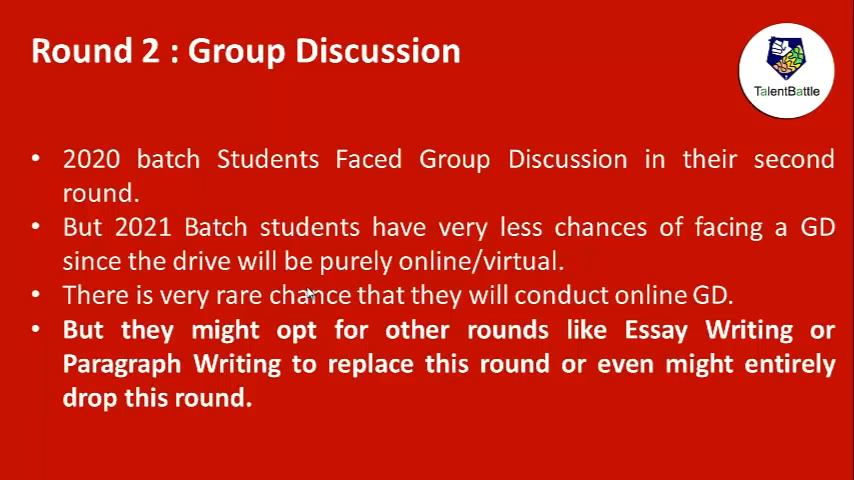 Round 2 : Group Discussion
TalentBattle
• 2020 batch Students Faced Group Discussion in their second
round.
• But 2021 Batch students have very less chances of facing a GD
since the drive will be purely online/virtual.
• There is very rare chance that they will conduct online GD.
• But they might opt for other rounds like Essay Writing or
Paragraph Writing to replace this round or even might entirely
drop this round.